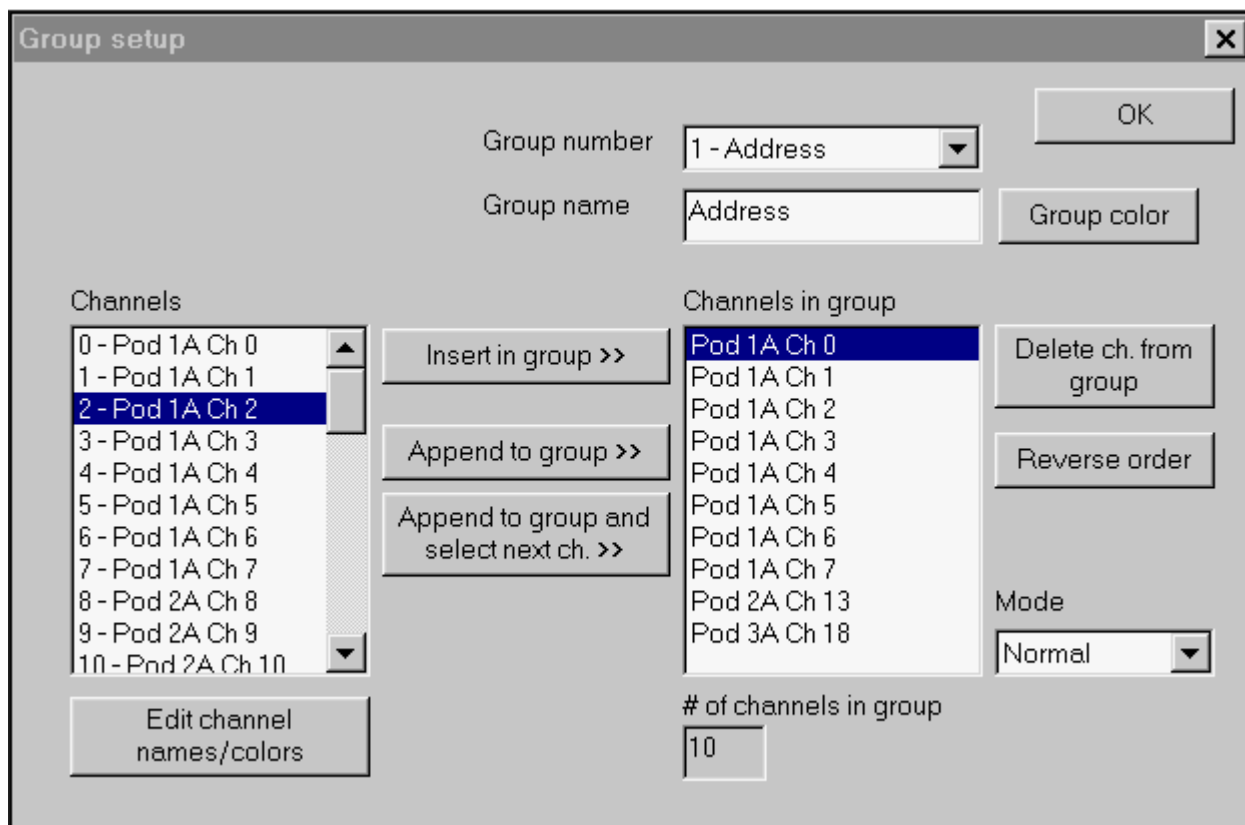 Group setup
OK
Group number
1 - Address
Group name
Address
Group color
Channels
0 - Pod 1A Ch 0
1 - Pod 1A Ch 1
2 - Pod 1A Ch 2
3 - Pod 1A Ch 3
4 - Pod 1A Ch 4
5 - Pod 1A Ch 5
6 - Pod 1A Ch 6
7 - Pod 1A Ch 7
8 - Pod 2A Ch 8
9 - Pod 2A Ch 9
10 - Pod 2A Ch 10
Edit channel
names/colors
Insert in group >>
Append to group >>
Append to group and
select next ch. >>
Channels in group
Pod 1A Ch 0
Pod 1A Ch 1
Pod 1A Ch 2
Pod 1A Ch 3
Pod 1A Ch 4
Pod 1A Ch 5
Pod 1A Ch 6
Pod 1A Ch 7
Pod 2A Ch 13
Pod 3A Ch 18
# of channels in group
10
Delete ch. from
group
Reverse order
Mode
Normal